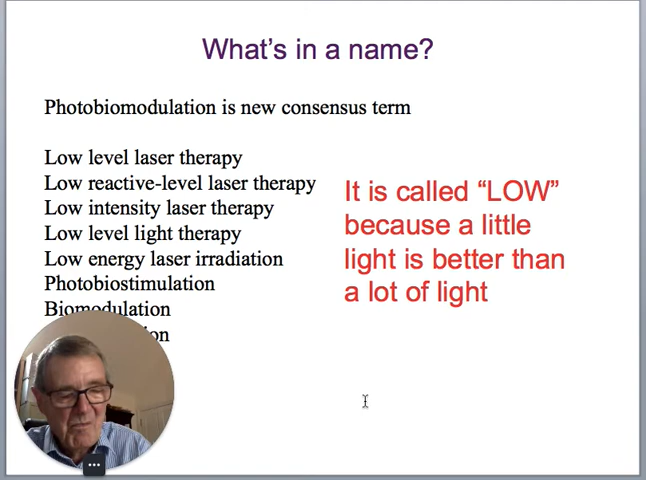 What's in a name?
Photobiomodulation is new consensus term
Low level laser therapy
Low reactive-level laser therapy
Low intensity laser therapy
Low level light therapy
Low energy laser irradiation
Photobiostimulation
Biomodulation
It is called “LOW”
because a little
light is better than
a lot of light